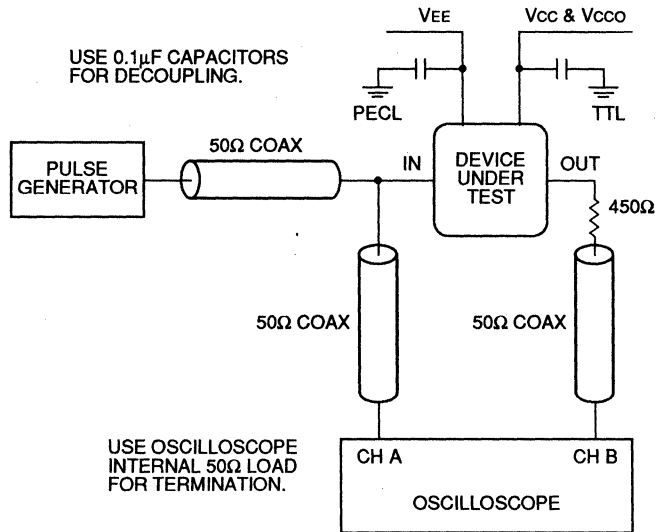 VEE
VCC & VCCO
USE 0.1µF CAPACITORS
FOR DECOUPLING.
PECL
TTL
50Ω COAX
PULSE
GENERATOR
IN
DEVICE
UNDER
TEST
OUT
450Ω
50Ω COAX
50Ω COAX
USE OSCILLOSCOPE
INTERNAL 50Ω LOAD
FOR TERMINATION.
CH A
CH B
OSCILLOSCOPE